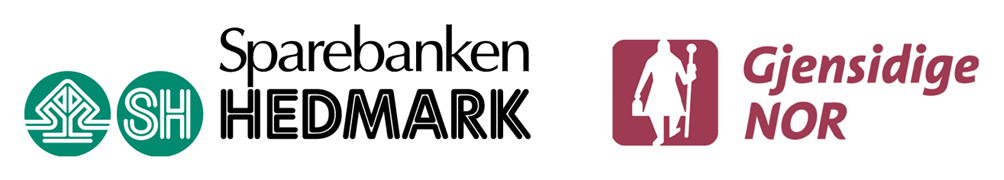 SH
Sparebanken
HEDMARK
Gjensidige
NOR